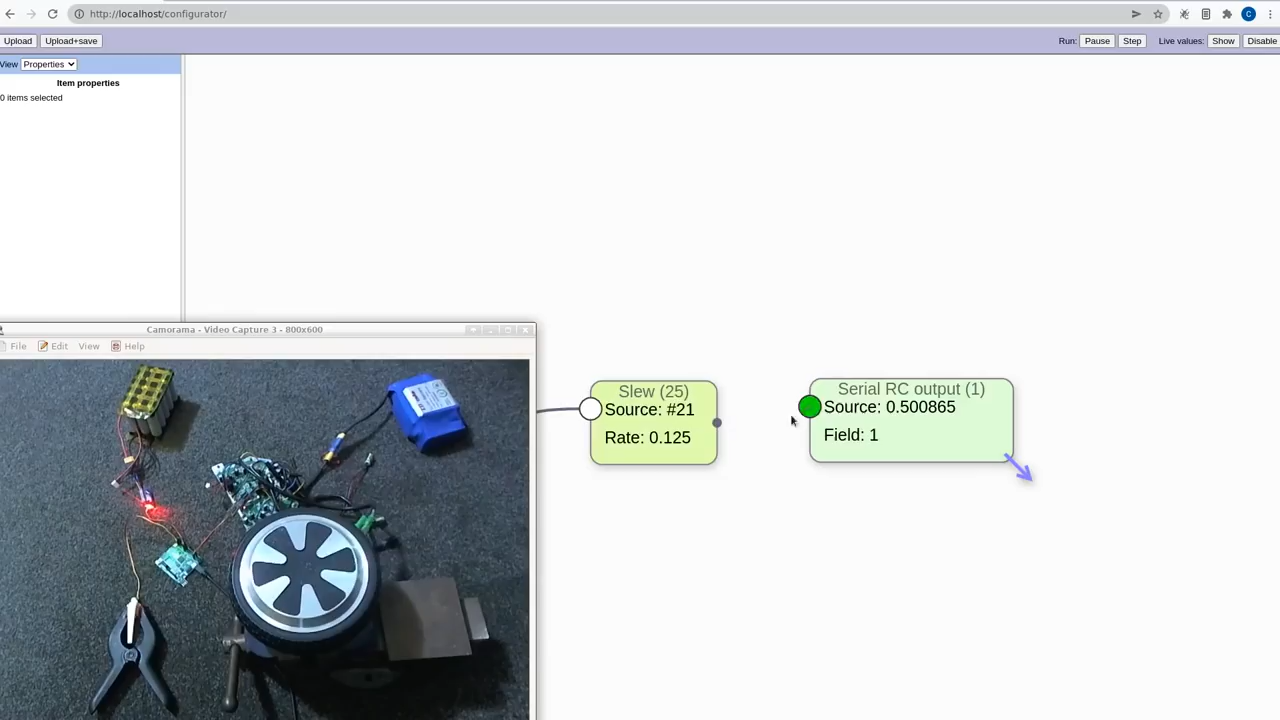 http://localhost/configurator/
C
Upload
Upload+save
Run: Pause Step Live values: Show Disable
View Properties
Item properties
0 items selected
Camorama - Video Capture 3 - 800x600
File Edit View Help
Slew (25)
Source: #21
Rate: 0.125
Serial RC output (1)
Source: 0.500865
Field: 1